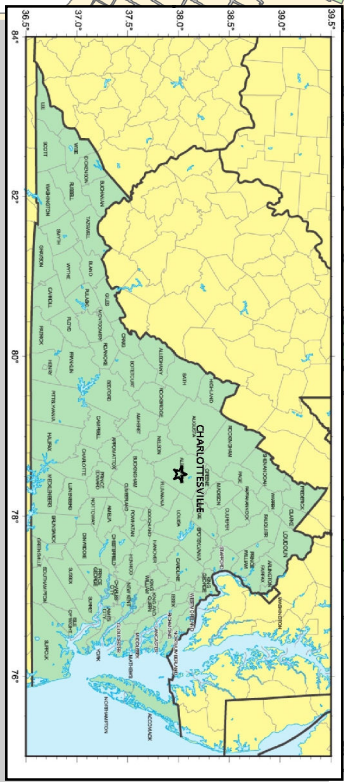 39.5°
39.0°
38.5°
38.0°
37.5°
37.0°
36.5°
84°
82°
80°
78°
76°
CHARLOTTESVILLE
FREDERICK
CLARKE
LOUDOUN
WARREN
SHENANDOAH
FAUQUIER
FAIRFAX
ARLINGTON
PRINCE WILLIAM
PAGE
RAPPAHANNOCK
ROCKINGHAM
CULPEPER
MADISON
GREENE
STAFFORD
HIGHLAND
AUGUSTA
ORANGE
SPOTSYLVANIA
KING GEORGE
WESTMORELAND
BATH
LOUISA
CAROLINE
ESSEX
RICHMOND
NORTHUMBERLAND
NELSON
FLUVANNA
ROCKBRIDGE
ALLEGHANY
GOOCHLAND
HANOVER
KING WILLIAM
LANCASTER
ACCOMACK
AMHERST
BUCKINGHAM
CUMBERLAND
POWHATAN
HENRICO
NEW KENT
MIDDLESEX
MATHEWS
GLOUCESTER
BOTETOURT
CRAIG
BEDFORD
APPOMATTOX
AMELIA
CHESTERFIELD
CHARLES CITY
JAMES CITY
YORK
NORTHAMPTON
BUCHANAN
GILES
MONTGOMERY
ROANOKE
CAMPBELL
PRINCE EDWARD
NOTTOWAY
PRINCE GEORGE
SURRY
DICKENSON
TAZEWELL
BLAND
PULASKI
FRANKLIN
CHARLOTTE
LUNENBURG
DINWIDDIE
SUSSEX
ISLE OF WIGHT
WISE
RUSSELL
SMYTH
WYTHE
FLOYD
PITTSYLVANIA
HALIFAX
MECKLENBURG
BRUNSWICK
SOUTHAMPTON
SUFFOLK
LEE
SCOTT
WASHINGTON
GRAYSON
CARROLL
PATRICK
HENRY
GREENSVILLE